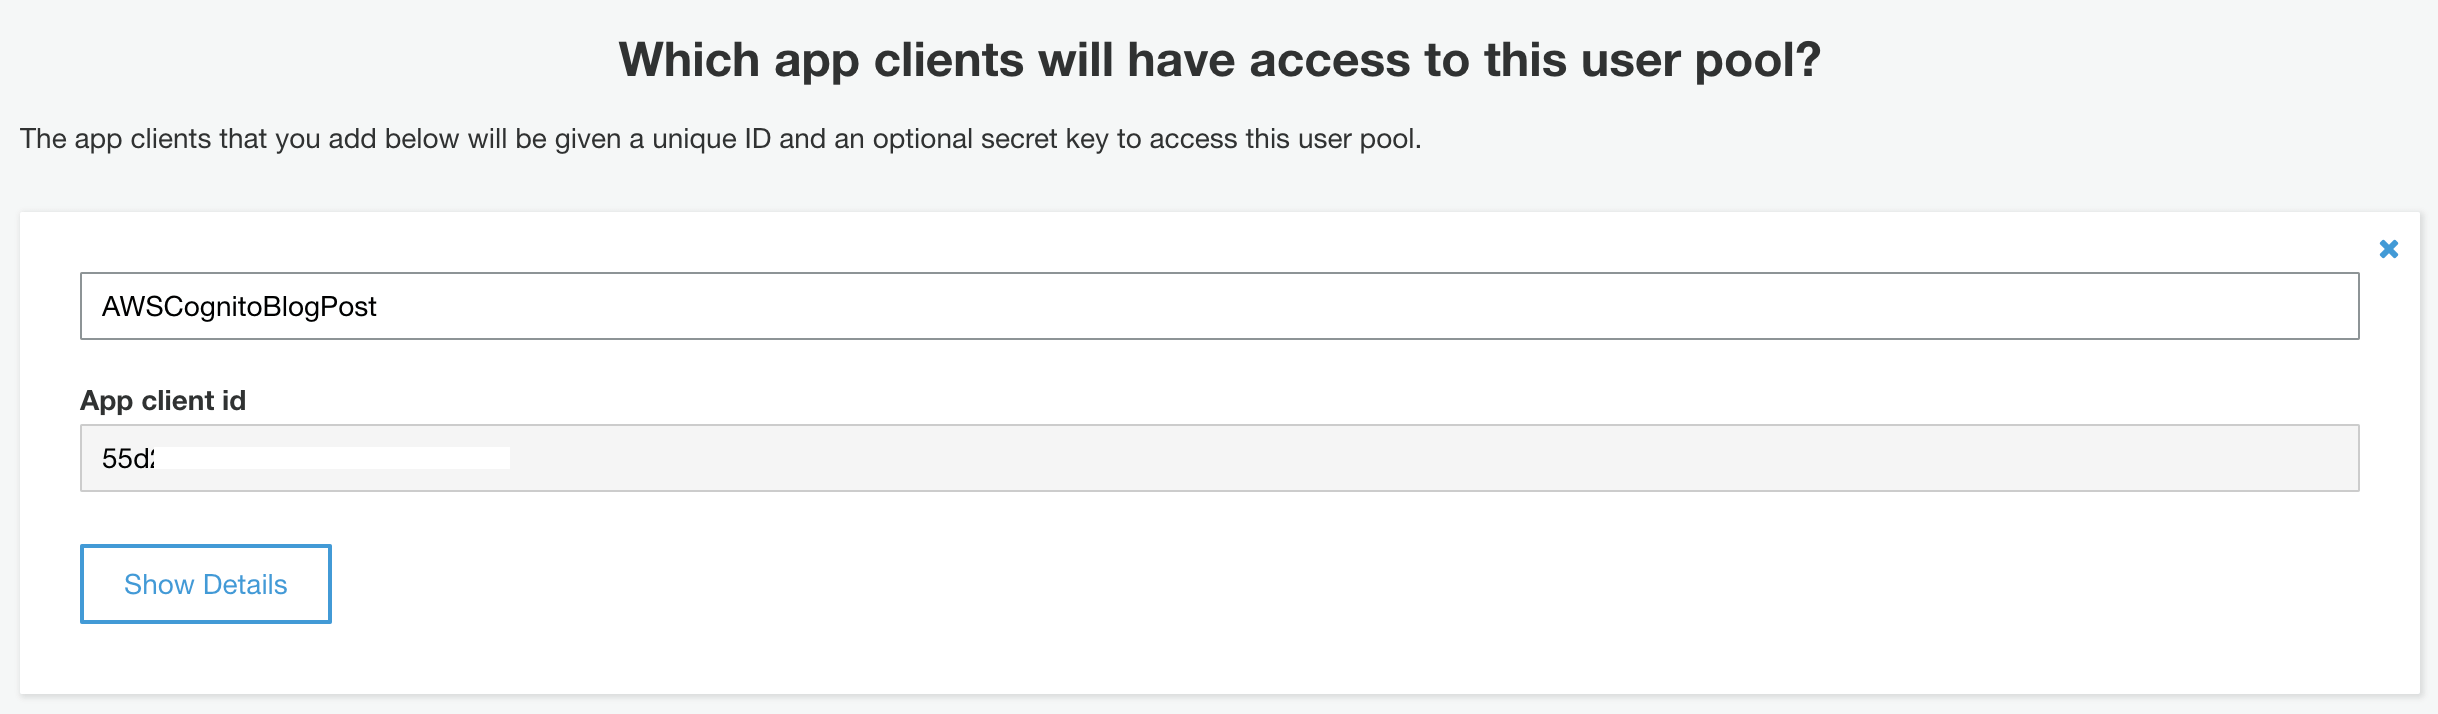 Which app clients will have access to this user pool?
The app clients that you add below will be given a unique ID and an optional secret key to access this user pool.
AWSCognitoBlogPost
App client id
55d
Show Details